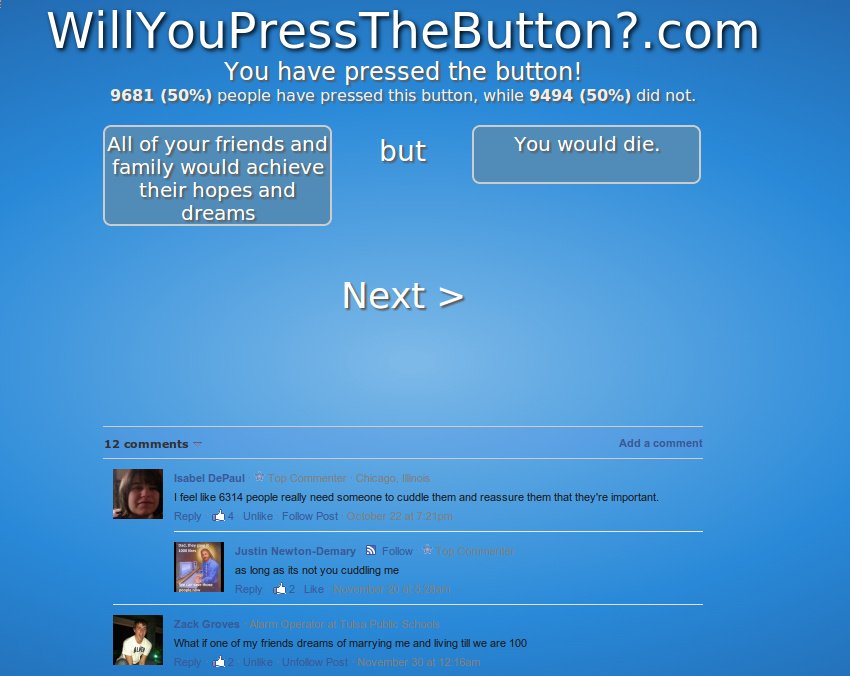 WillYouPressTheButton?.com
You have pressed the button!
9681 (50%) people have pressed this button, while 9494 (50%) did not.
All of your friends and
family would achieve
their hopes and
dreams
but
You would die.
Next >
12 comments
Add a comment
Isabel DePaul · Top Commenter · Chicago, Illinois
I feel like 6314 people really need someone to cuddle them and reassure them that they're important.
Reply · 4 · Unlike · Follow Post · October 22 at 7:21pm
Justin Newton-Demary · Follow · Top Commenter
as long as its not you cuddling me
Reply · 2 · Like · November 20 at
Zack Groves · Alarm Operator at Tulsa Public Schools
What if one of my friends dreams of marrying me and living till we are 100
Reply · 2 · Unlike · Unfollow Post · November 30 at 12:16am